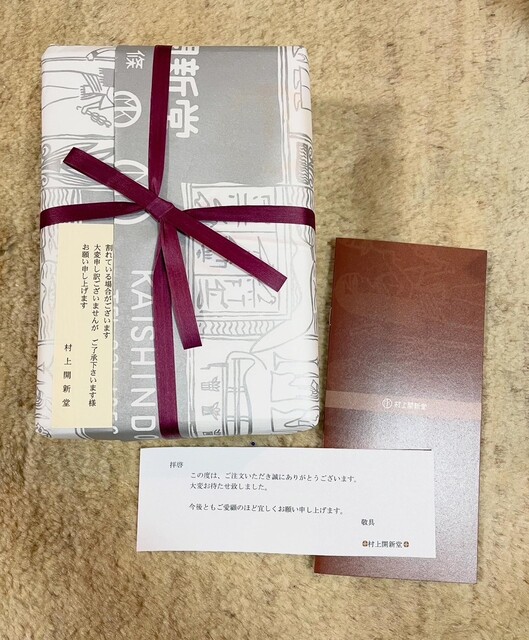 開新堂
條
KAISHINDO
割れている場合がございます
大変申し訳ございませんが ご了承下さいます様
お願い申し上げます
村上開新堂
村上開新堂
拝啓
この度は、ご注文いただき誠にありがとうございます。
大変お待たせ致しました。
今後ともご愛顧のほど宜しくお願い申し上げます。
敬具
村上開新堂